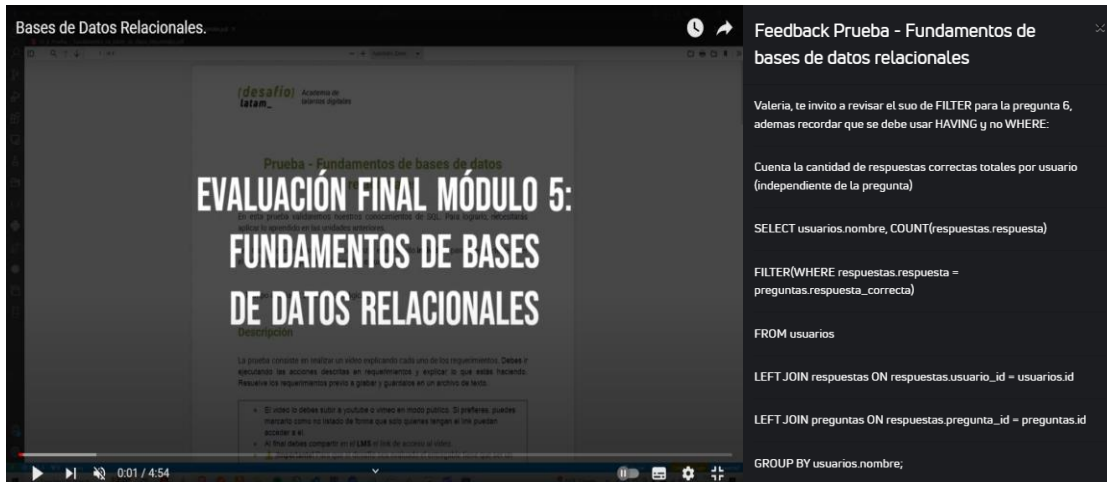 Bases de Datos Relacionales.
{desafío}
latam_
Academia de
talentos digitales
Prueba - Fundamentos de bases de datos
EVALUACIÓN FINAL MÓDULO 5:
FUNDAMENTOS DE BASES
DE DATOS RELACIONALES
Descripción
La prueba consiste en realizar un video explicando cada uno de los requerimientos. Debes ir
ejecutando las acciones descritas en requerimientos y explicar lo que estás haciendo.
Resuelve los requerimientos previo a grabar y guárdalos en un archivo de texto.
El video lo debes subir a youtube o vimeo en modo público. Si prefieres, puedes
marcarlo como no listado de forma que solo quienes tengan el link puedan
acceder a él.
Al final debes compartir en el LMS el link de acceso al video.
0:01 / 4:54
Feedback Prueba - Fundamentos de
bases de datos relacionales
Valeria, te invito a revisar el suo de FILTER para la pregunta 6,
ademas recordar que se debe usar HAVING y no WHERE:
Cuenta la cantidad de respuestas correctas totales por usuario
(independiente de la pregunta)
SELECT usuarios.nombre, COUNT(respuestas.respuesta)
FILTER(WHERE respuestas.respuesta =
preguntas.respuesta_correcta)
FROM usuarios
LEFT JOIN respuestas ON respuestas.usuario_id = usuarios.id
LEFT JOIN preguntas ON respuestas.pregunta_id = preguntas.id
GROUP BY usuarios.nombre;